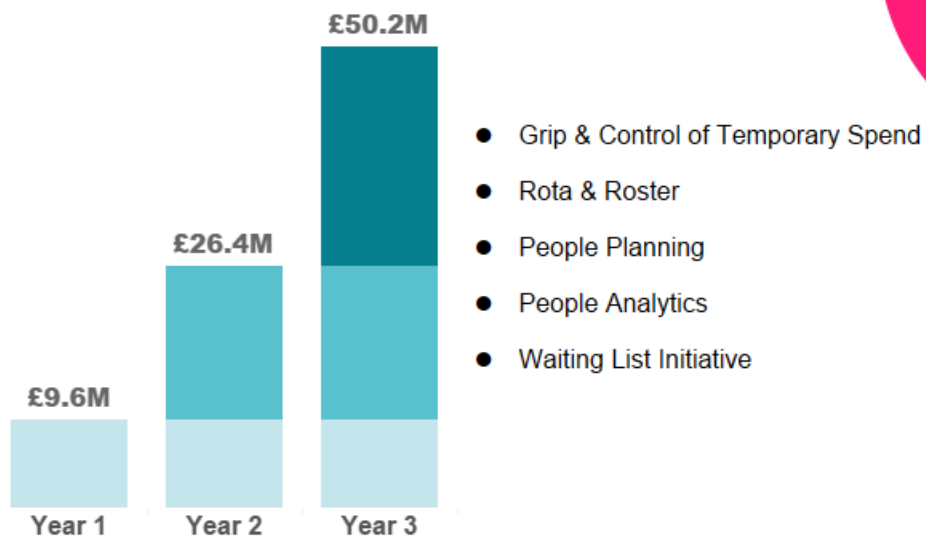 £50.2M
£26.4M
£9.6M
Year 1 Year 2 Year 3
● Grip & Control of Temporary Spend
● Rota & Roster
● People Planning
● People Analytics
● Waiting List Initiative